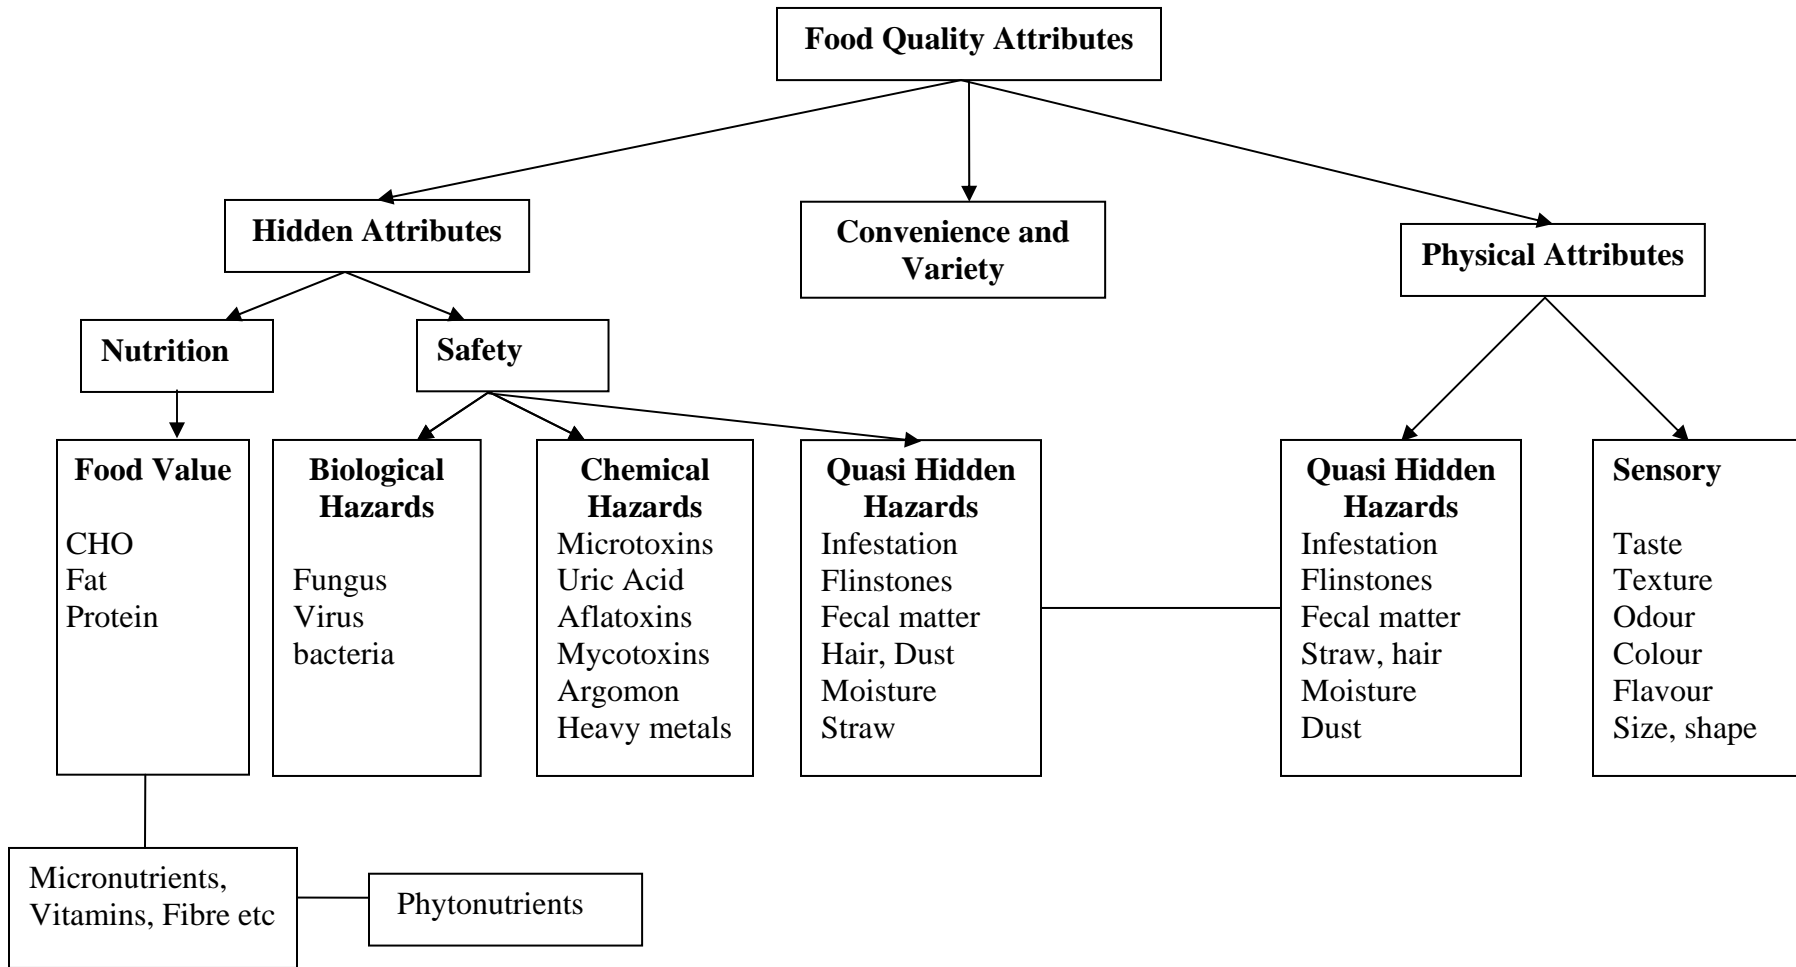 Food Quality Attributes
Hidden Attributes
Convenience and
Variety
Physical Attributes
Nutrition
Safety
Food Value
CHO
Fat
Protein
Biological
Hazards
Fungus
Virus
bacteria
Chemical
Hazards
Microtoxins
Uric Acid
Aflatoxins
Mycotoxins
Argomon
Heavy metals
Quasi Hidden
Hazards
Infestation
Flinstones
Fecal matter
Hair, Dust
Moisture
Straw
Quasi Hidden
Hazards
Infestation
Flinstones
Fecal matter
Straw, hair
Moisture
Dust
Sensory
Taste
Texture
Odour
Colour
Flavour
Size, shape
Micronutrients,
Vitamins, Fibre etc
Phytonutrients